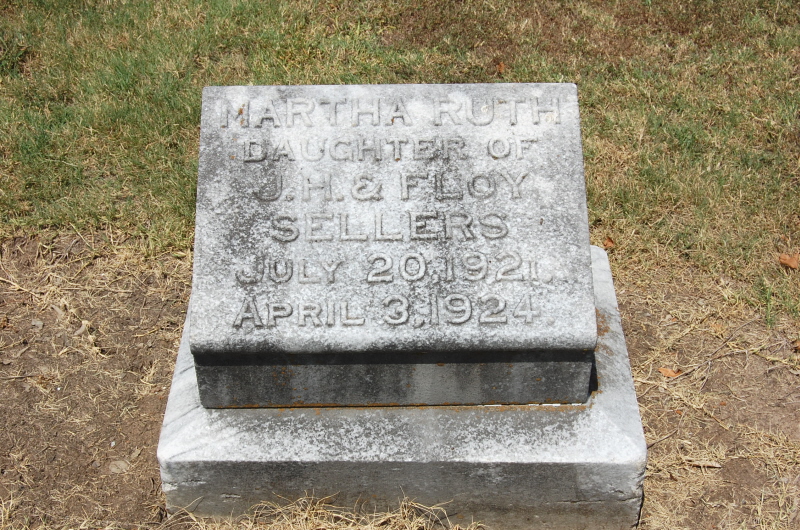 MARTHA RUTH
DAUGHTER OF
J.H. & FLOY
SELLERS
JULY 20, 1921.
APRIL 3, 1924.